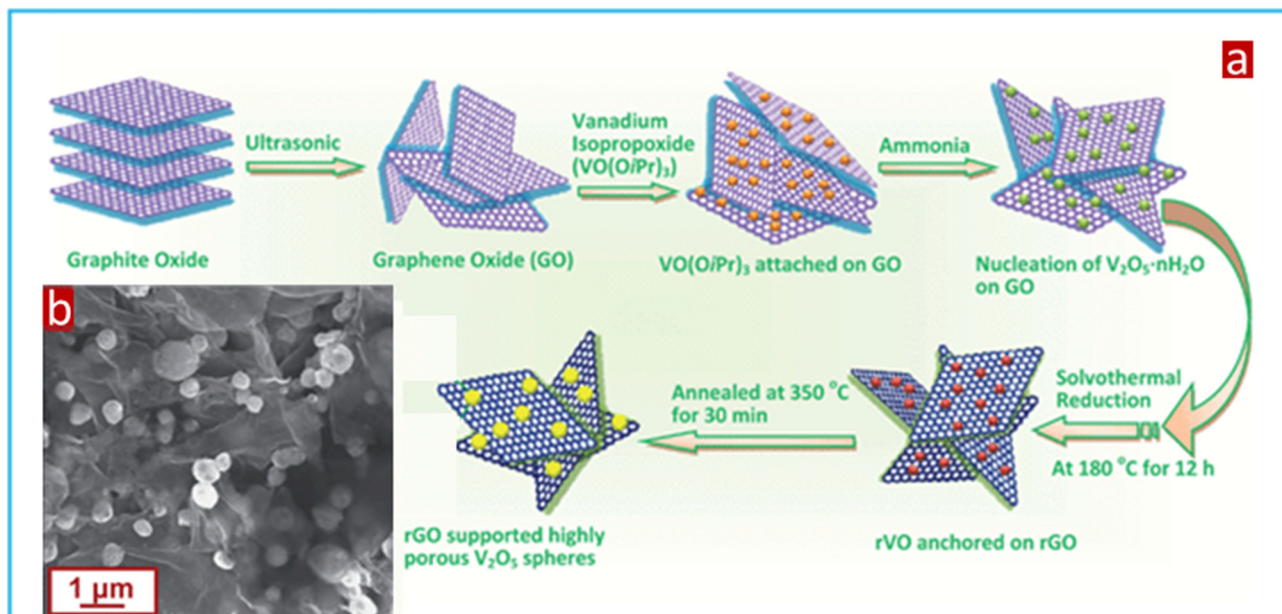 a
Ultrasonic
Vanadium
Isopropoxide
(VO(OiPr)₃)
Ammonia
Graphite Oxide
Graphene Oxide (GO)
VO(OiPr)₃ attached on GO
Nucleation of V₂O₅·nH₂O
on GO
b
Solvothermal
Reduction
At 180 °C for 12 h
Annealed at 350 °C
for 30 min
rGO supported highly
porous V₂O₅ spheres
rVO anchored on rGO
1 μm